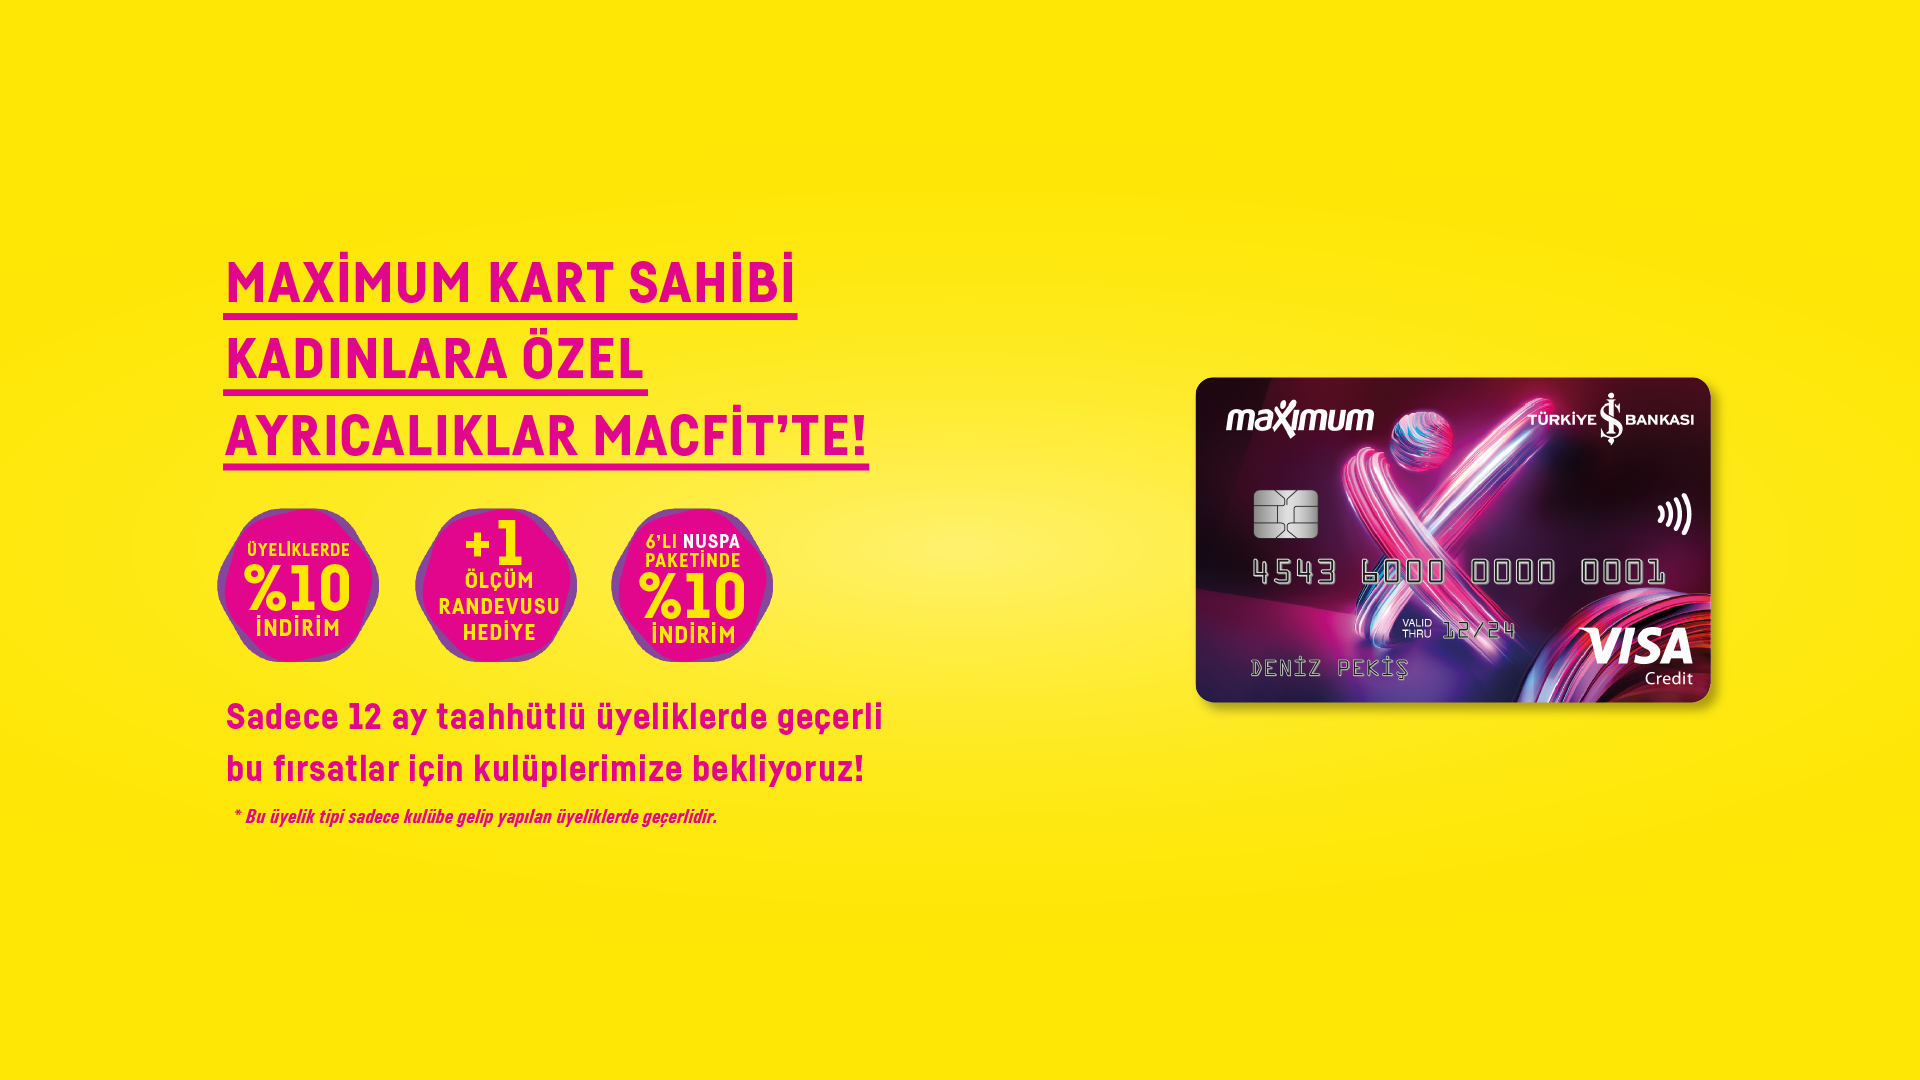 MAXİMUM KART SAHİBİ
KADINLARA ÖZEL
AYRICALIKLAR MACFİT’TE!
ÜYELİKLERDE
%10
İNDİRİM
+1
ÖLÇÜM
RANDEVUSU
HEDİYE
6’LI NUSPA
PAKETİNDE
%10
İNDİRİM
Sadece 12 ay taahhütlü üyeliklerde geçerli
bu fırsatlar için kulüplerimize bekliyoruz!
* Bu üyelik tipi sadece kulübe gelip yapılan üyeliklerde geçerlidir.
maximum
TÜRKİYE İŞ BANKASI
4543 6000 0000 0001
VALID
THRU 12/24
DENİZ PEKİŞ
VISA
Credit